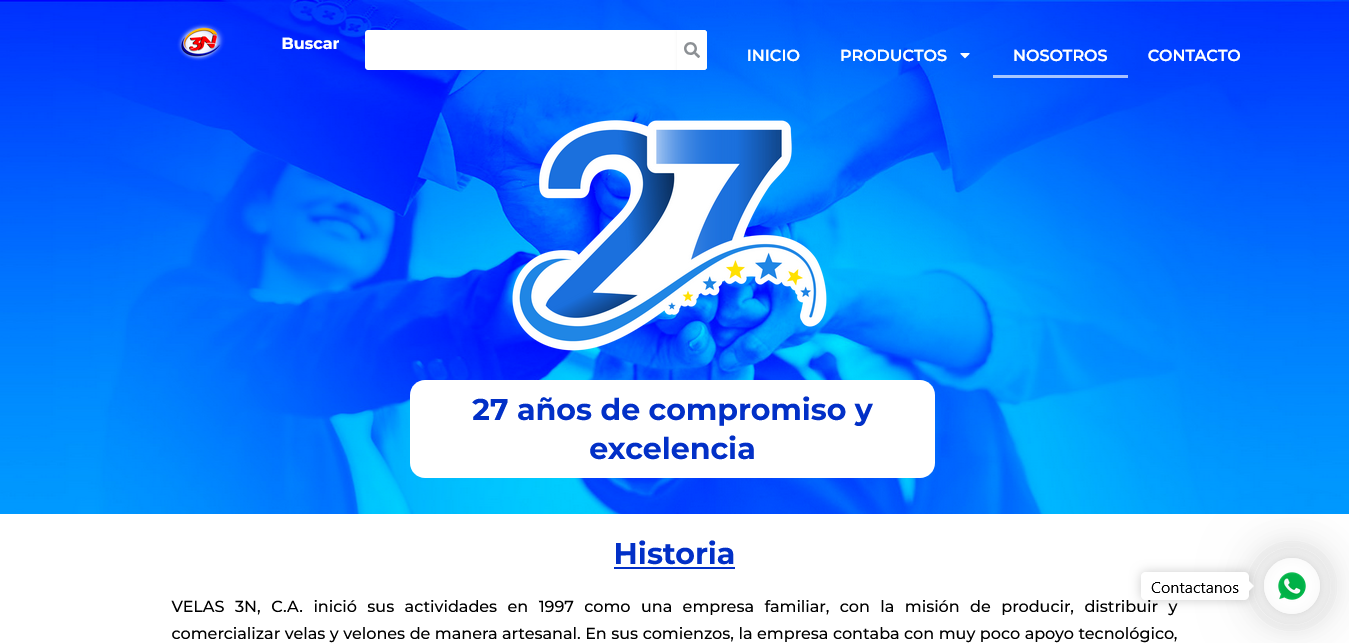 3N
Buscar
INICIO
PRODUCTOS
NOSOTROS
CONTACTO
27
27 años de compromiso y
excelencia
Historia
VELAS 3N, C.A. inició sus actividades en 1997 como una empresa familiar, con la misión de producir, distribuir y
comercializar velas y velones de manera artesanal. En sus comienzos, la empresa contaba con muy poco apoyo tecnológico,
Contactanos